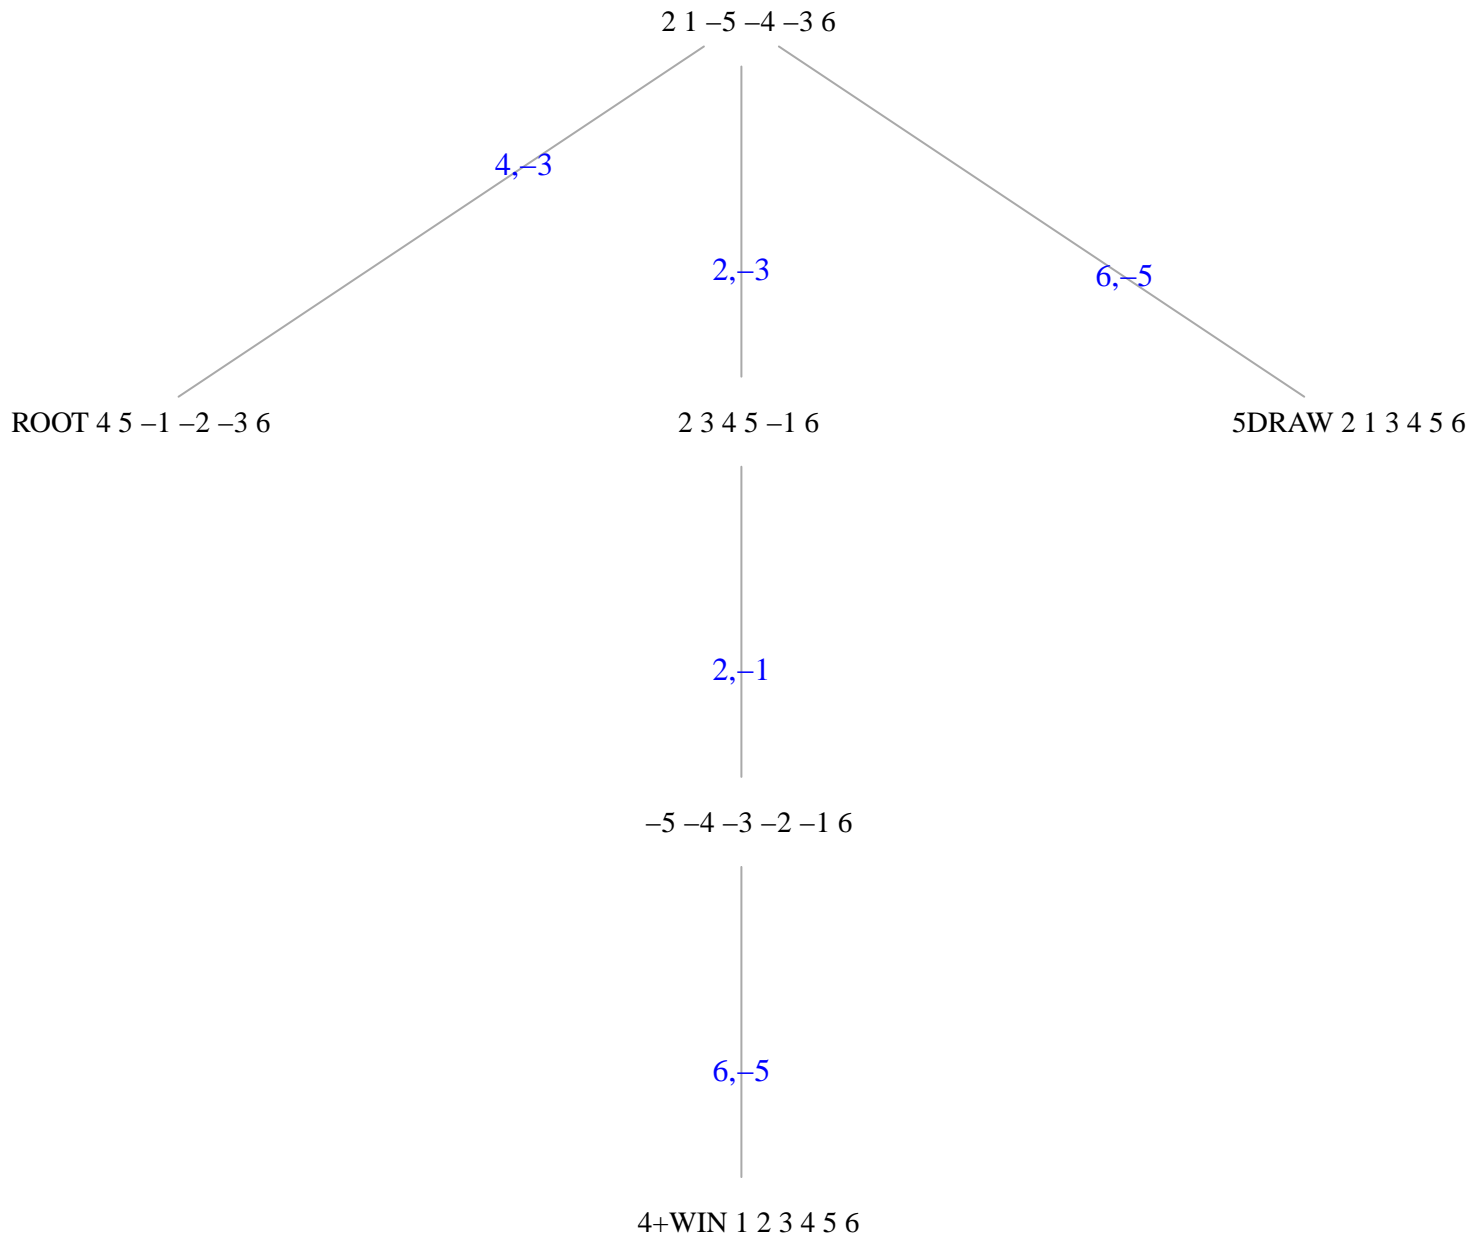 2 1 –5 –4 –3 6
4,–3
2,–3
6,–5
ROOT 4 5 –1 –2 –3 6
2 3 4 5 –1 6
5DRAW 2 1 3 4 5 6
2,–1
–5 –4 –3 –2 –1 6
6,–5
4+WIN 1 2 3 4 5 6